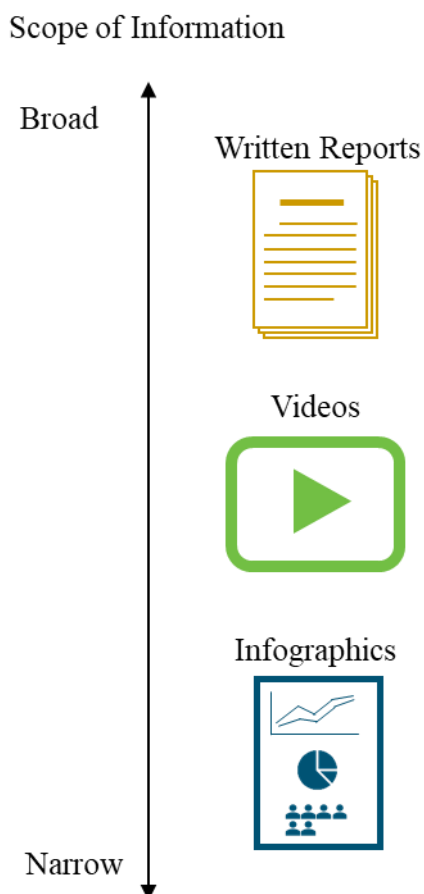 Scope of Information
Broad
Written Reports
Videos
Infographics
Narrow